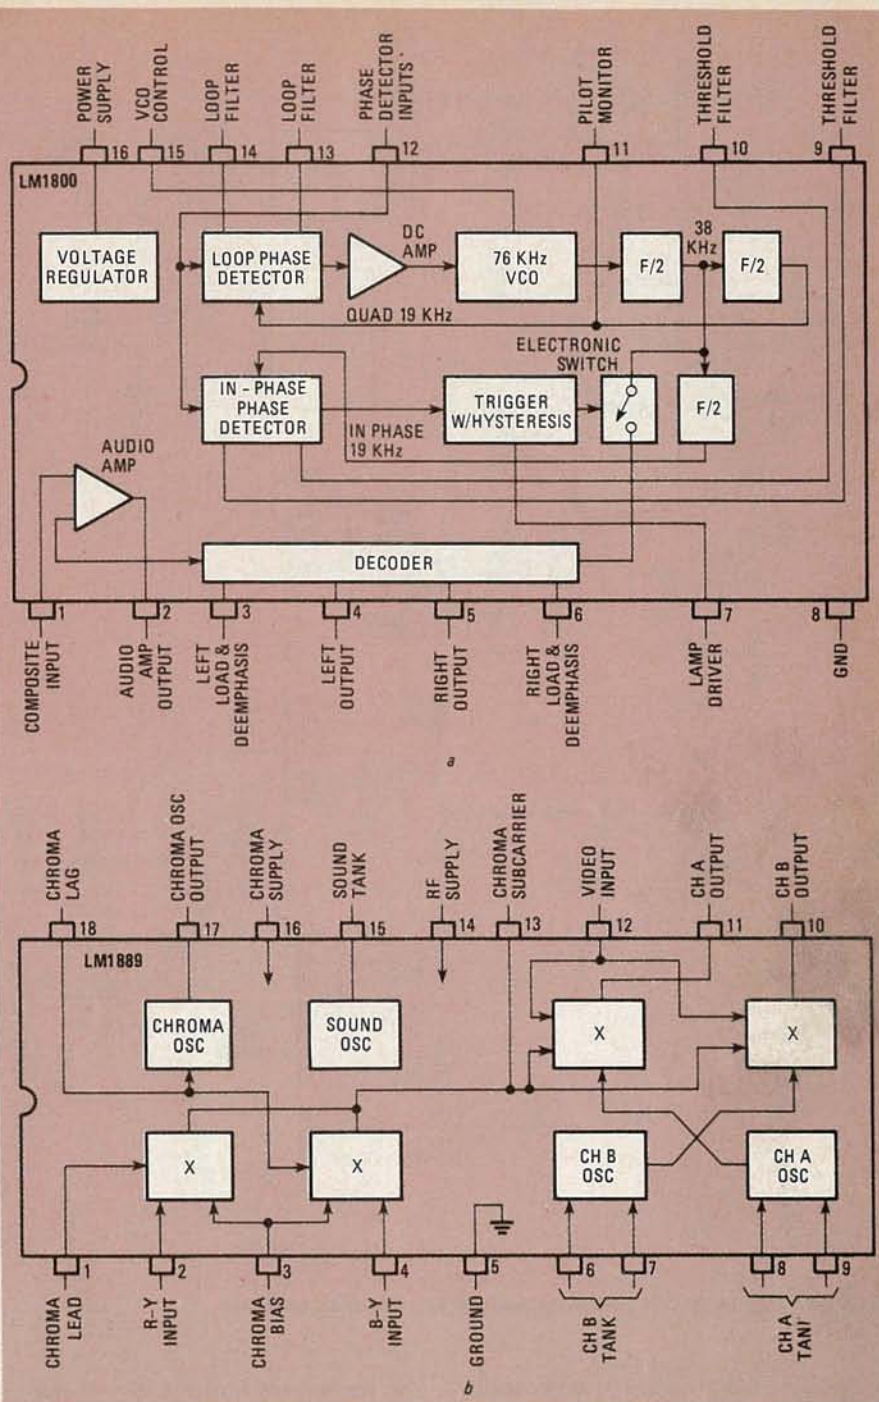 POWER
SUPPLY
VCO
CONTROL
LOOP
FILTER
LOOP
FILTER
PHASE
DETECTOR
INPUTS
PILOT
MONITOR
THRESHOLD
FILTER
THRESHOLD
FILTER
16
15
14
13
12
11
10
9
LM1800
VOLTAGE
REGULATOR
LOOP PHASE
DETECTOR
DC
AMP
76 KHz
VCO
F/2
38
KHz
F/2
QUAD 19 KHz
ELECTRONIC
SWITCH
IN - PHASE
PHASE
DETECTOR
IN PHASE
19 KHz
TRIGGER
W/HYSTERESIS
F/2
AUDIO
AMP
DECODER
1
2
3
4
5
6
7
8
COMPOSITE
INPUT
AUDIO
AMP
OUTPUT
LEFT
LOAD &
DEEMPHASIS
LEFT
OUTPUT
RIGHT
OUTPUT
RIGHT
LOAD &
DEEMPHASIS
LAMP
DRIVER
GND
a
CHROMA
LAG
CHROMA OSC
OUTPUT
CHROMA
SUPPLY
SOUND
TANK
RF
SUPPLY
CHROMA
SUBCARRIER
VIDEO
INPUT
CH A
OUTPUT
CH B
OUTPUT
18
17
16
15
14
13
12
11
10
LM1889
CHROMA
OSC
SOUND
OSC
X
X
X
X
CH B
OSC
CH A
OSC
1
2
3
4
5
6
7
8
9
CHROMA
LEAD
R-Y
INPUT
CHROMA
BIAS
B-Y
INPUT
GROUND
CH B
TANK
CH A
TANI
b